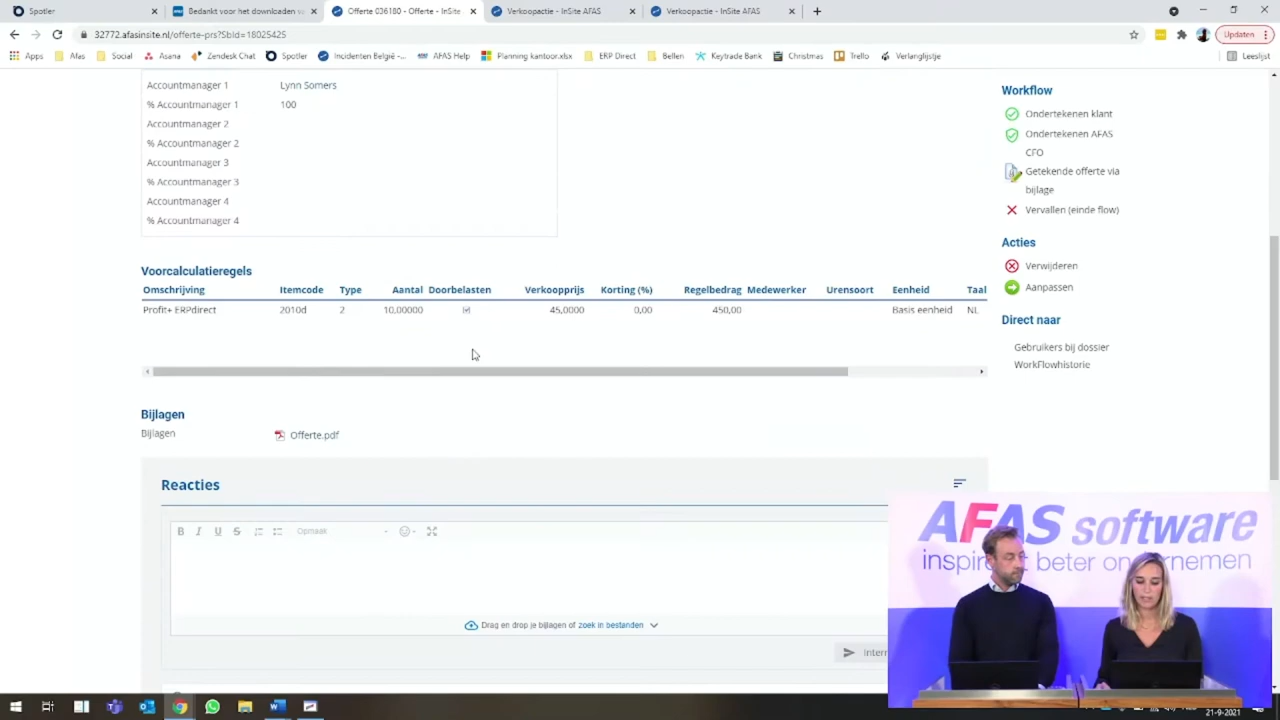 Spotler
Bedankt voor het downloaden va
Offerte 036180 - Offerte - InSite
Verkoopactie - InSite AFAS
Verkoopactie - InSite AFAS
32772.afasinsite.nl/offerte-prs?SbId=18025425
Updaten
Apps
Afas
Social
Asana
Zendesk Chat
Spotler
Incidenten België -...
AFAS Help
Planning kantoor.xlsx
ERP Direct
Bellen
Keytrade Bank
Christmas
Trello
Verlanglijstje
Leeslijst
Accountmanager 1 Lynn Somers
% Accountmanager 1 100
Accountmanager 2
% Accountmanager 2
Accountmanager 3
% Accountmanager 3
Accountmanager 4
% Accountmanager 4
Voorcalculatieregels
Omschrijving Itemcode Type Aantal Doorbelasten Verkoopprijs Korting (%) Regelbedrag Medewerker Urensoort Eenheid Taal
Profit+ ERPdirect 2010d 2 10,00000 45,0000 0,00 450,00 Basis eenheid NL
Bijlagen
Bijlagen Offerte.pdf
Reacties
B I U S Opmaak
Drag en drop je bijlagen of zoek in bestanden
Intern
Workflow
Ondertekenen klant
Ondertekenen AFAS
CFO
Getekende offerte via
bijlage
Vervallen (einde flow)
Acties
Verwijderen
Aanpassen
Direct naar
Gebruikers bij dossier
WorkFlowhistorie
AFAS software
inspireert beter ondernemen
21-9-2021